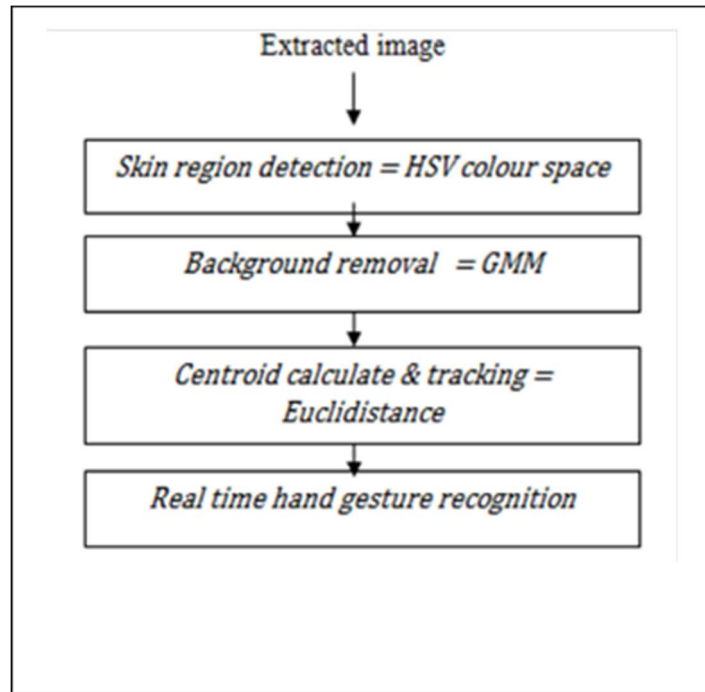 Extracted image
Skin region detection = HSV colour space
Background removal = GMM
Centroid calculate & tracking =
Euclidistance
Real time hand gesture recognition